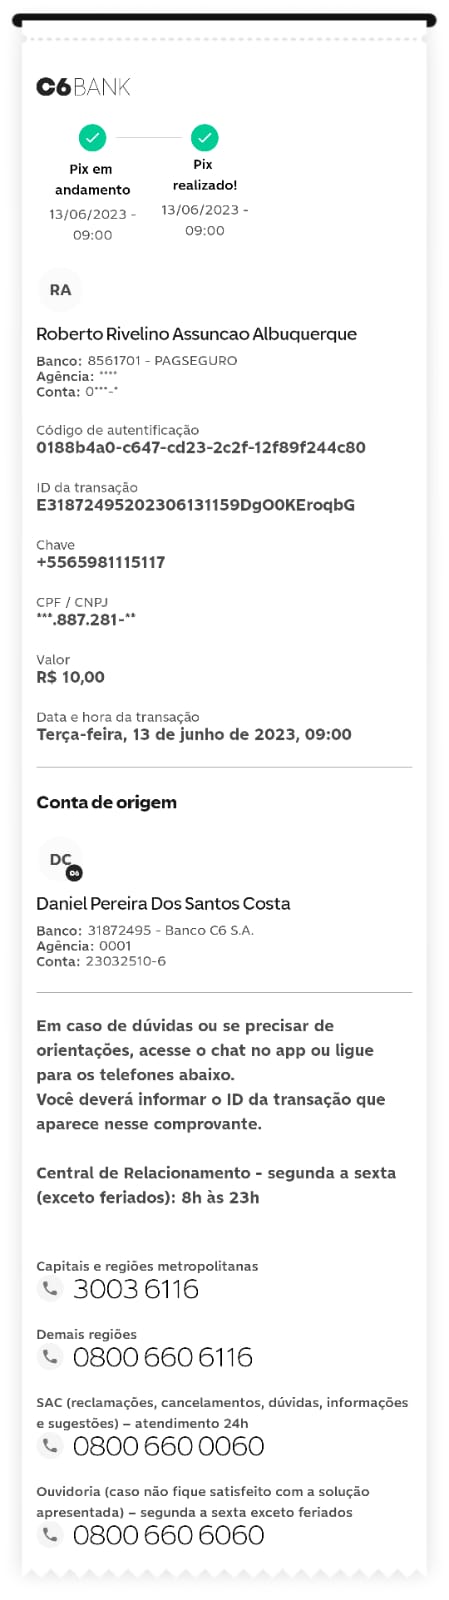 C6BANK
Pix em
andamento
13/06/2023 -
09:00
Pix
realizado!
13/06/2023 -
09:00
RA
Roberto Rivelino Assuncao Albuquerque
Banco: 8561701 - PAGSEGURO
Agência: ****
Conta: 0***-*
Código de autentificação
0188b4a0-c647-cd23-2c2f-12f89f244c80
ID da transação
E31872495202306131159DgO0KEroqbG
Chave
+5565981115117
CPF / CNPJ
***.887.281-**
Valor
R$ 10,00
Data e hora da transação
Terça-feira, 13 de junho de 2023, 09:00
Conta de origem
DC
C6
Daniel Pereira Dos Santos Costa
Banco: 31872495 - Banco C6 S.A.
Agência: 0001
Conta: 23032510-6
Em caso de dúvidas ou se precisar de
orientações, acesse o chat no app ou ligue
para os telefones abaixo.
Você deverá informar o ID da transação que
aparece nesse comprovante.
Central de Relacionamento - segunda a sexta
(exceto feriados): 8h às 23h
Capitais e regiões metropolitanas
3003 6116
Demais regiões
0800 660 6116
SAC (reclamações, cancelamentos, dúvidas, informações
e sugestões) – atendimento 24h
0800 660 0060
Ouvidoria (caso não fique satisfeito com a solução
apresentada) – segunda a sexta exceto feriados
0800 660 6060